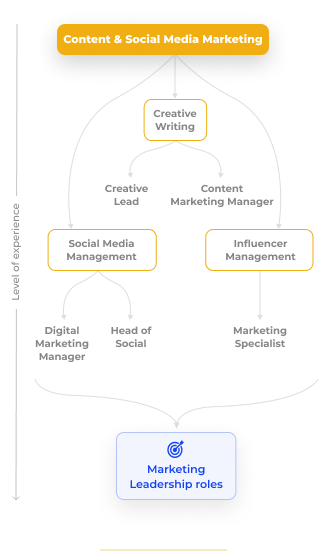 Content & Social Media Marketing
Creative
Writing
Creative
Lead
Content
Marketing Manager
Level of experience
Social Media
Management
Influencer
Management
Digital
Marketing
Manager
Head of
Social
Marketing
Specialist
Marketing
Leadership roles